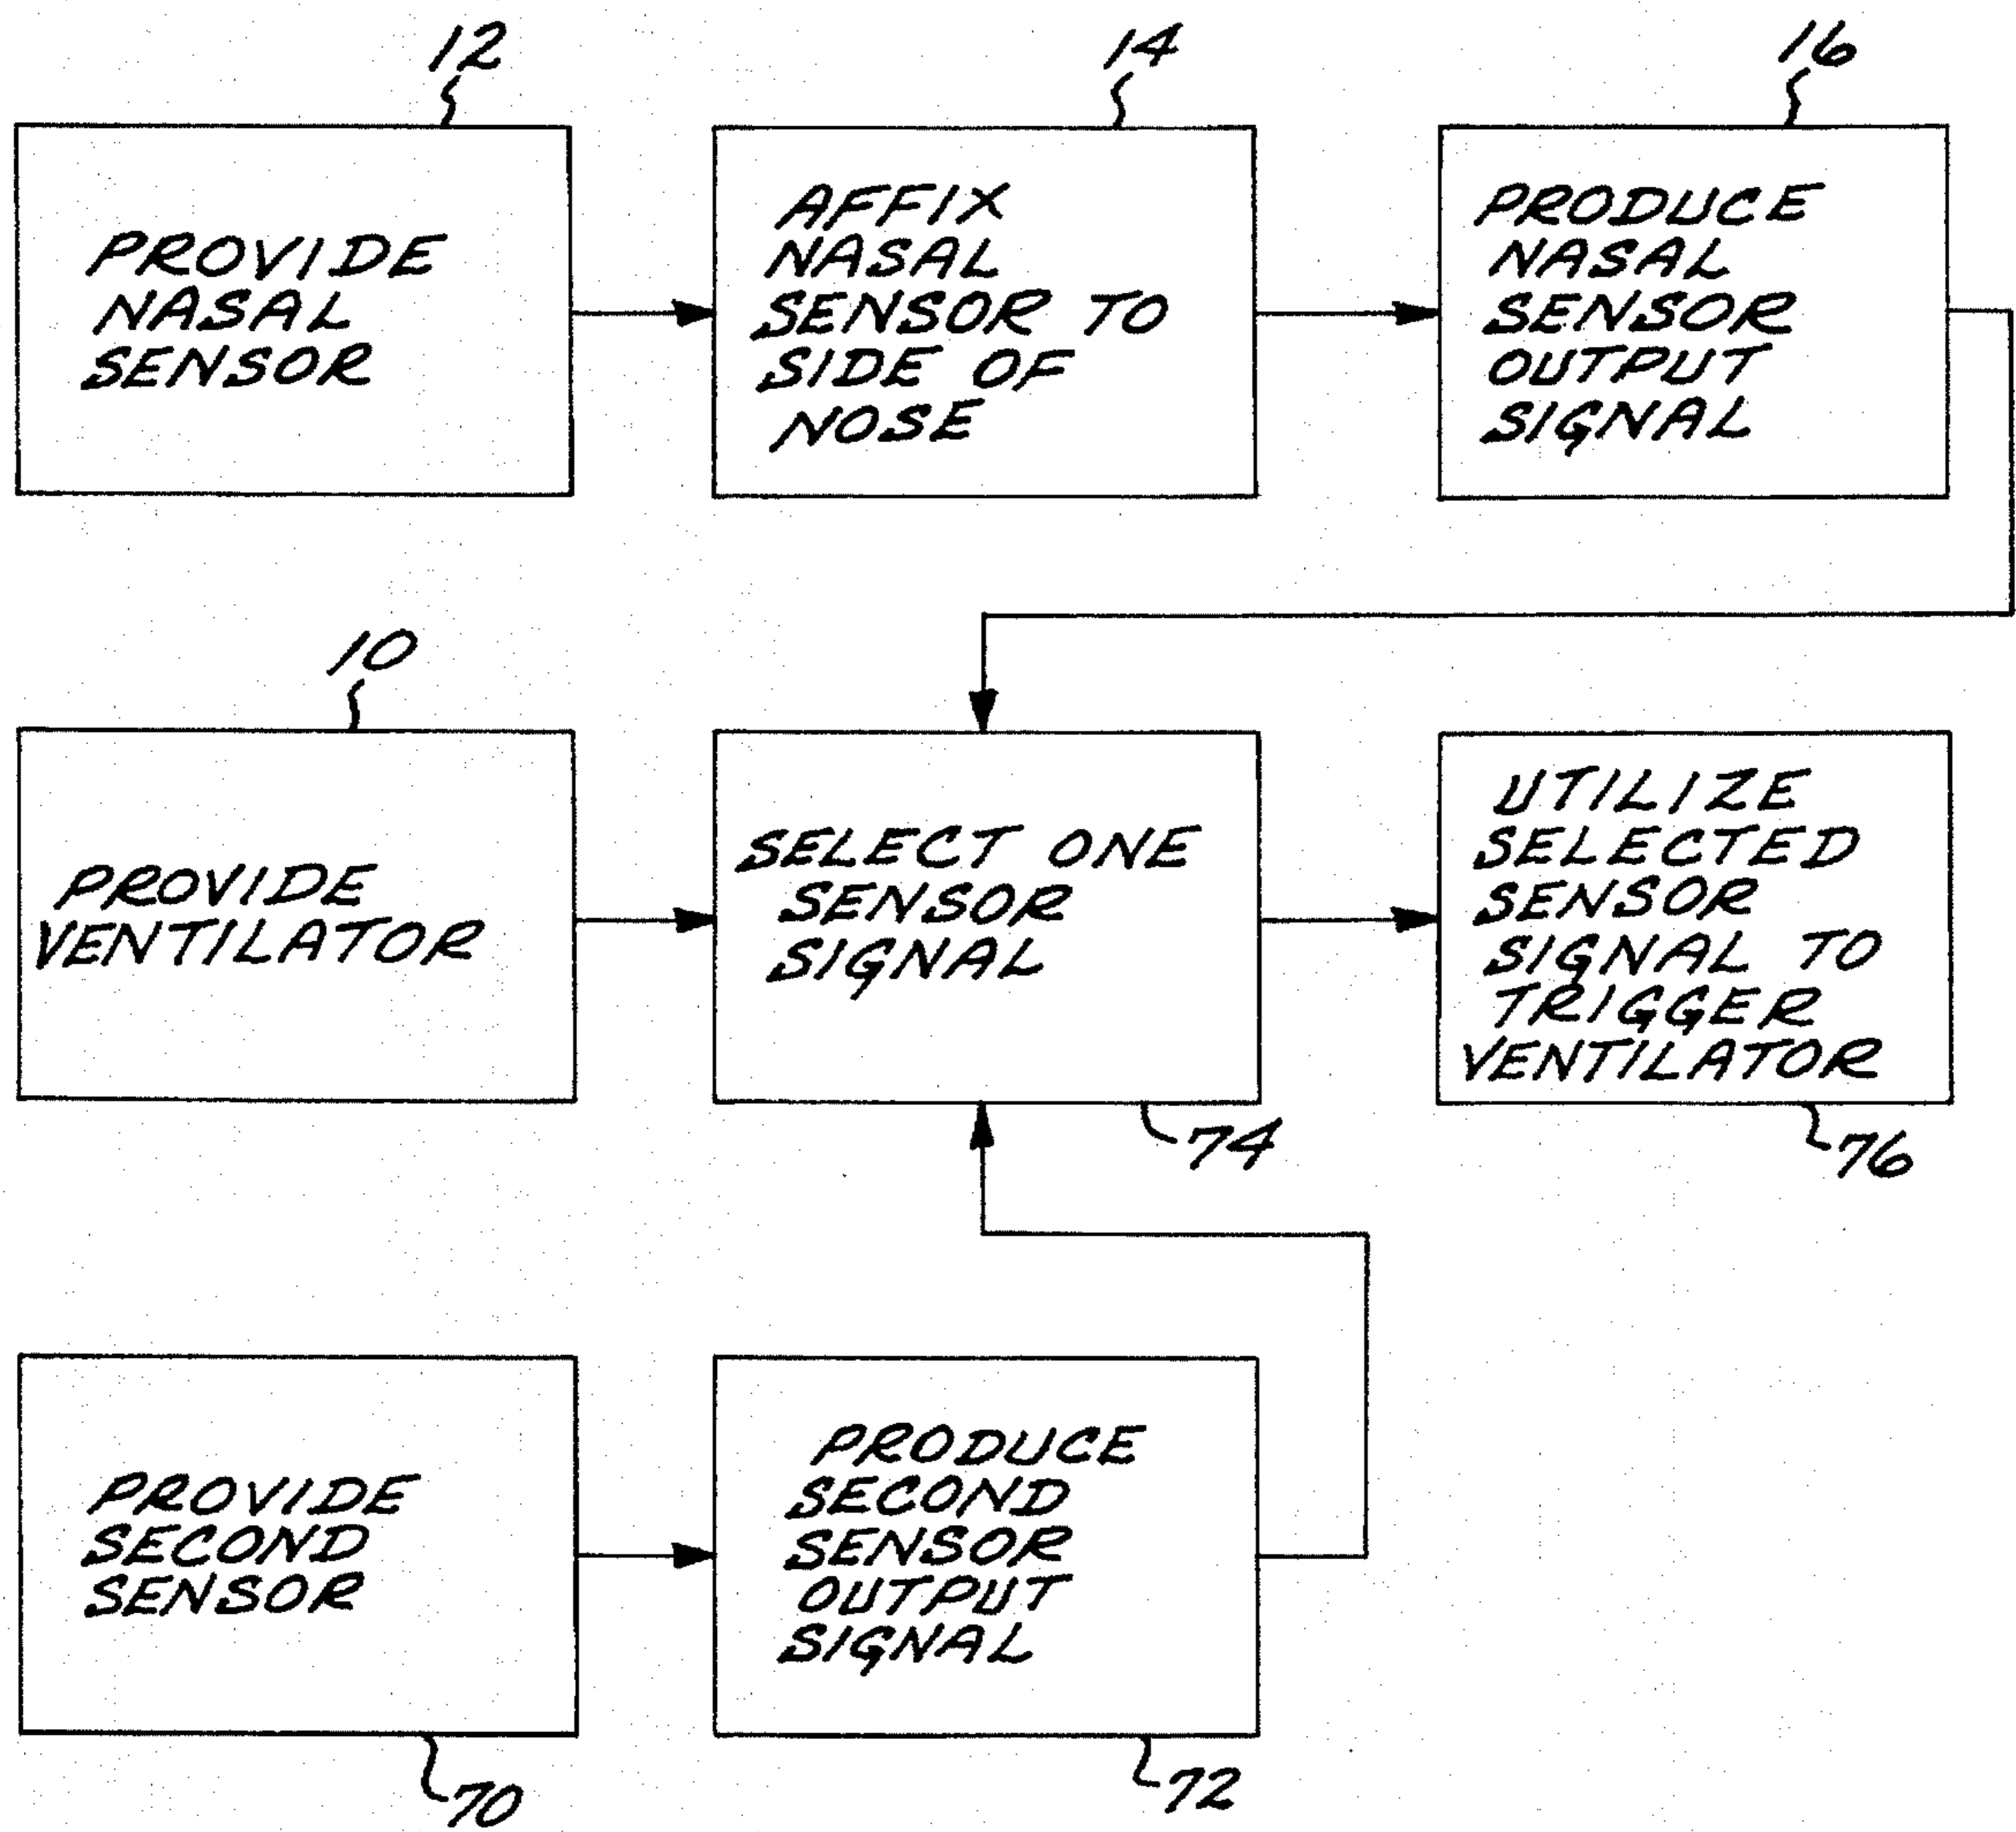 12
14
16
PROVIDE
NASAL
SENSOR
AFFIX
NASAL
SENSOR TO
SIDE OF
NOSE
PRODUCE
NASAL
SENSOR
OUTPUT
SIGNAL
10
PROVIDE
VENTILATOR
SELECT ONE
SENSOR
SIGNAL
UTILIZE
SELECTED
SENSOR
SIGNAL TO
TRIGGER
VENTILATOR
74
76
PROVIDE
SECOND
SENSOR
PRODUCE
SECOND
SENSOR
OUTPUT
SIGNAL
70
72